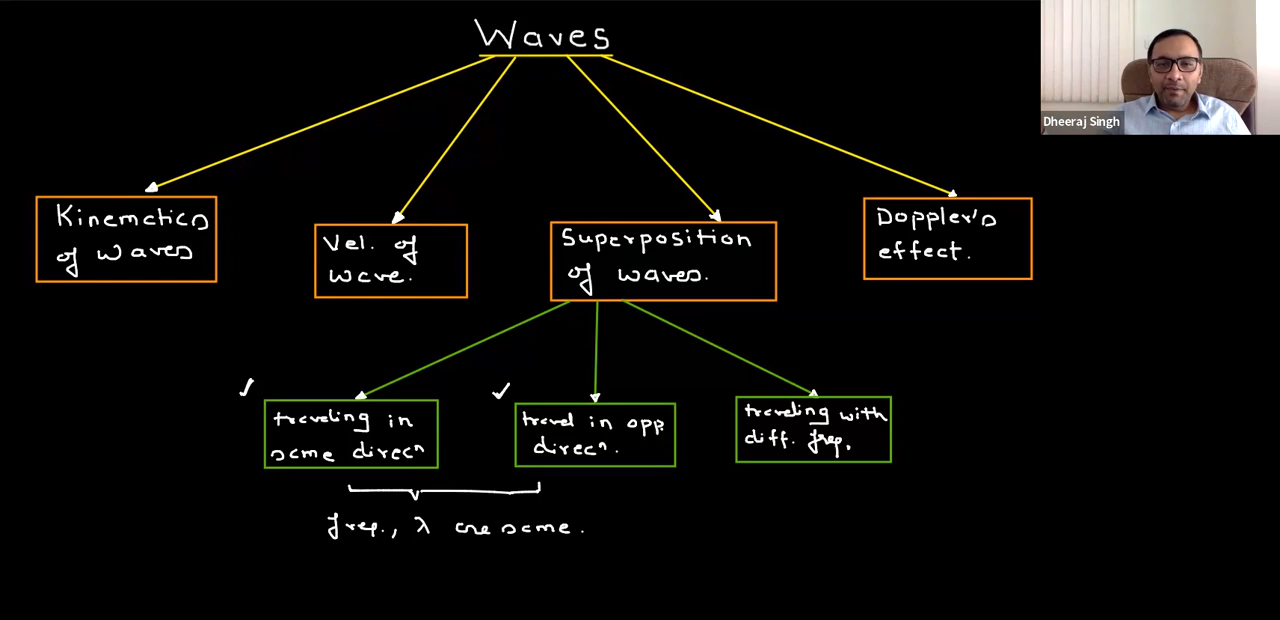 Waves
Dheeraj Singh
Kinematics
of waves
Vel. of
wave.
Superposition
of waves.
Doppler's
effect.
traveling in
same direcⁿ
travel in opp.
direcⁿ.
traveling with
diff. freq.
freq., λ are same.